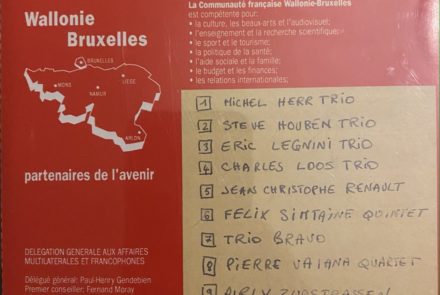 Wallonie
Bruxelles
BRUXELLES
MONS
NAMUR
LIEGE
ARLON
partenaires de l'avenir
DELEGATION GENERALE AUX AFFAIRES
MULTILATERALES ET FRANCOPHONES
Délégué général: Paul-Henry Gendebien
Premier conseiller: Fernand Moray
La Communauté française Wallonie-Bruxelles
est compétente pour:
• la culture, les beaux-arts et l'audiovisuel;
• l'enseignement et la recherche scientifique;
• le sport et le tourisme;
• la politique de la santé;
• l'aide sociale et la famille;
• le budget et les finances;
• les relations internationales;
1 MICHEL HERR TRIO
2 STEVE HOUBEN TRIO
3 ERIC LEGNINI TRIO
4 CHARLES LOOS TRIO
5 JEAN CHRISTOPHE RENAULT
6 FELIX SIMTAINE QUINTET
7 TRIO BRAVO
8 PIERRE VAIANA QUARTET
9